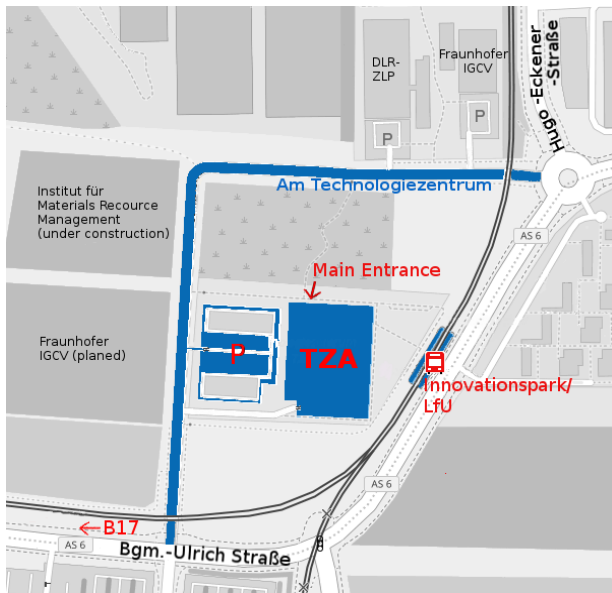 DLR-
ZLP
Fraunhofer
IGCV
Hugo -Eckener
-Straße
P
P
Am Technologiezentrum
Institut für
Materials Recource
Management
(under construction)
AS 6
Main Entrance
Fraunhofer
IGCV (planed)
P
TZA
Innovationspark/
LfU
AS 6
B17
AS 6
Bgm.-Ulrich Straße